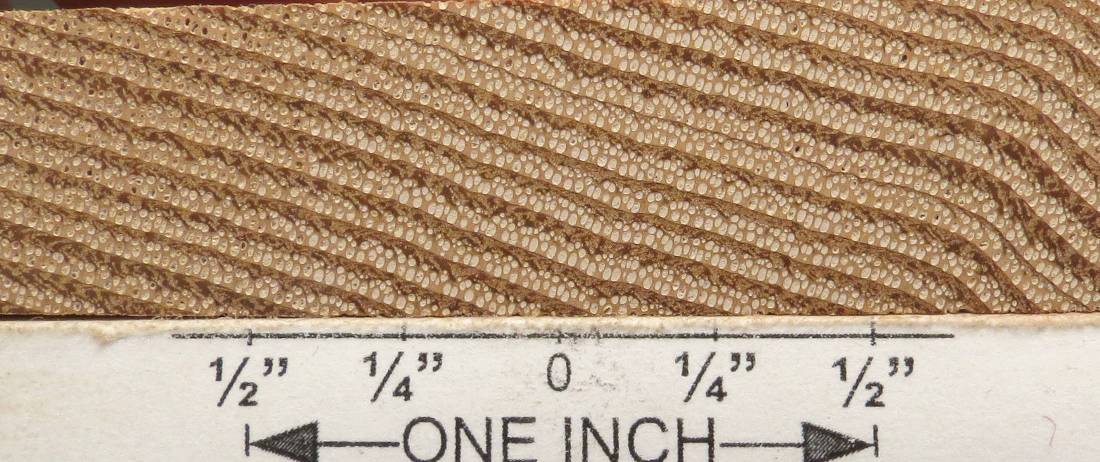 ½” ¼” 0 ¼” ½”
ONE INCH